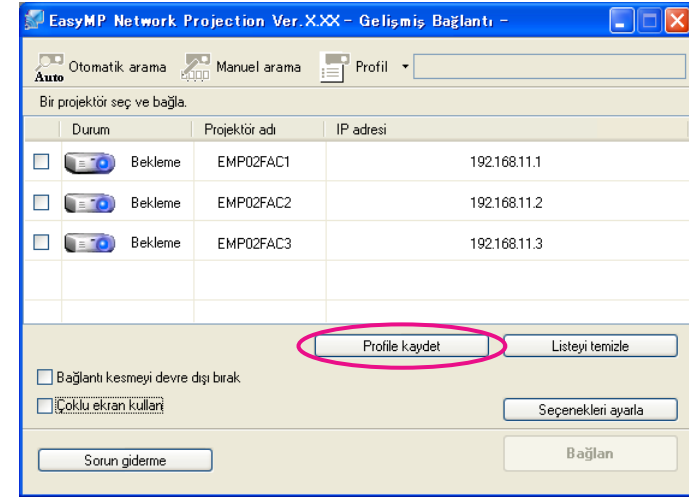 EasyMP Network Projection Ver.X.XX - Gelişmiş Bağlantı -
Auto Otomatik arama Manuel arama Profil
Bir projektör seç ve bağla.
Durum Projektör adı IP adresi
Bekleme EMP02FAC1 192.168.11.1
Bekleme EMP02FAC2 192.168.11.2
Bekleme EMP02FAC3 192.168.11.3
Profile kaydet Listeyi temizle
Bağlantı kesmeyi devre dışı bırak
Çoklu ekran kullan Seçenekleri ayarla
Sorun giderme Bağlan